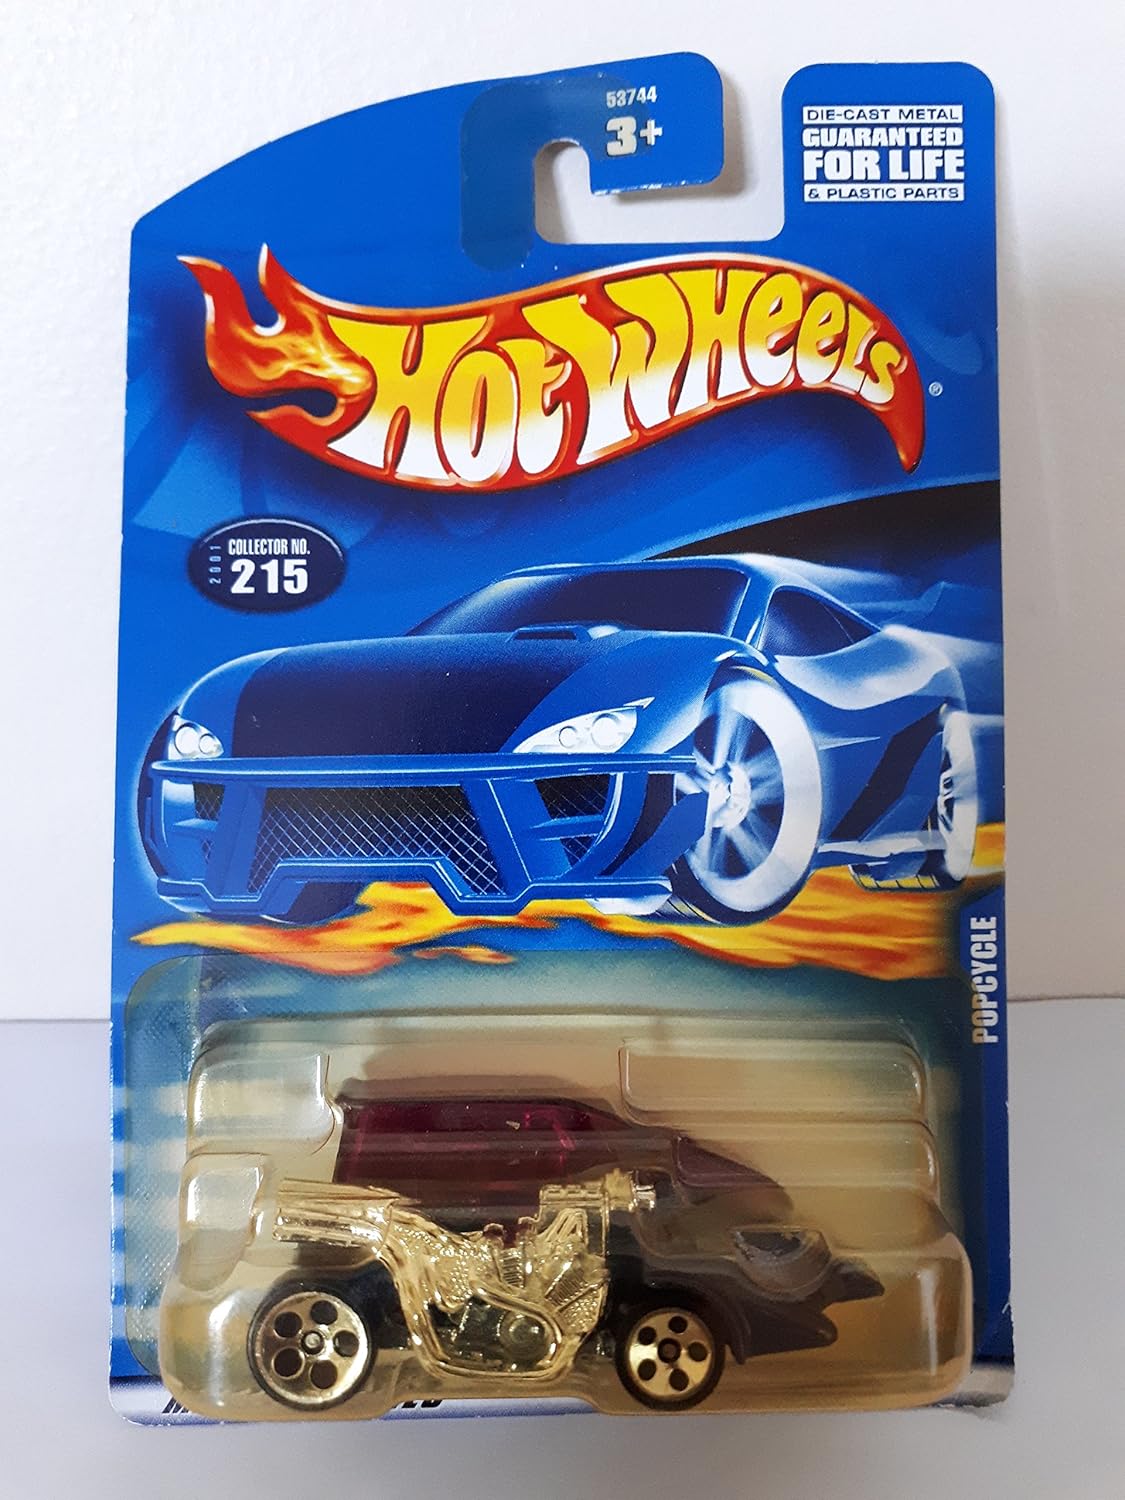 53744
3+
DIE-CAST METAL
GUARANTEED
FOR LIFE
& PLASTIC PARTS
HOT WHEELS
®
2001
COLLECTOR NO.
215
POPCYCLE